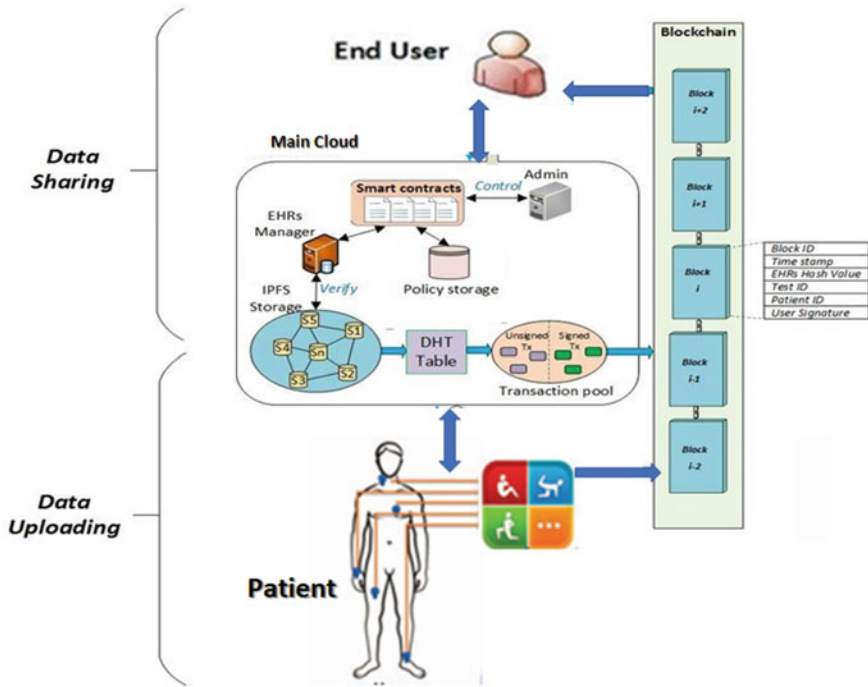 End User
Blockchain
Block
i+2
Data
Sharing
Main Cloud
Smart contracts
Control
Admin
EHRs
Manager
Block
i+1
IPFS
Storage
Verify
Policy storage
Block
i
Block ID
Time stamp
EHRs Hash Value
Test ID
Patient ID
User Signature
S5
S1
S4
Sn
S3
S2
DHT
Table
Unsigned
Tx
Signed
Tx
Transaction pool
Block
i-1
Block
i-2
Data
Uploading
Patient